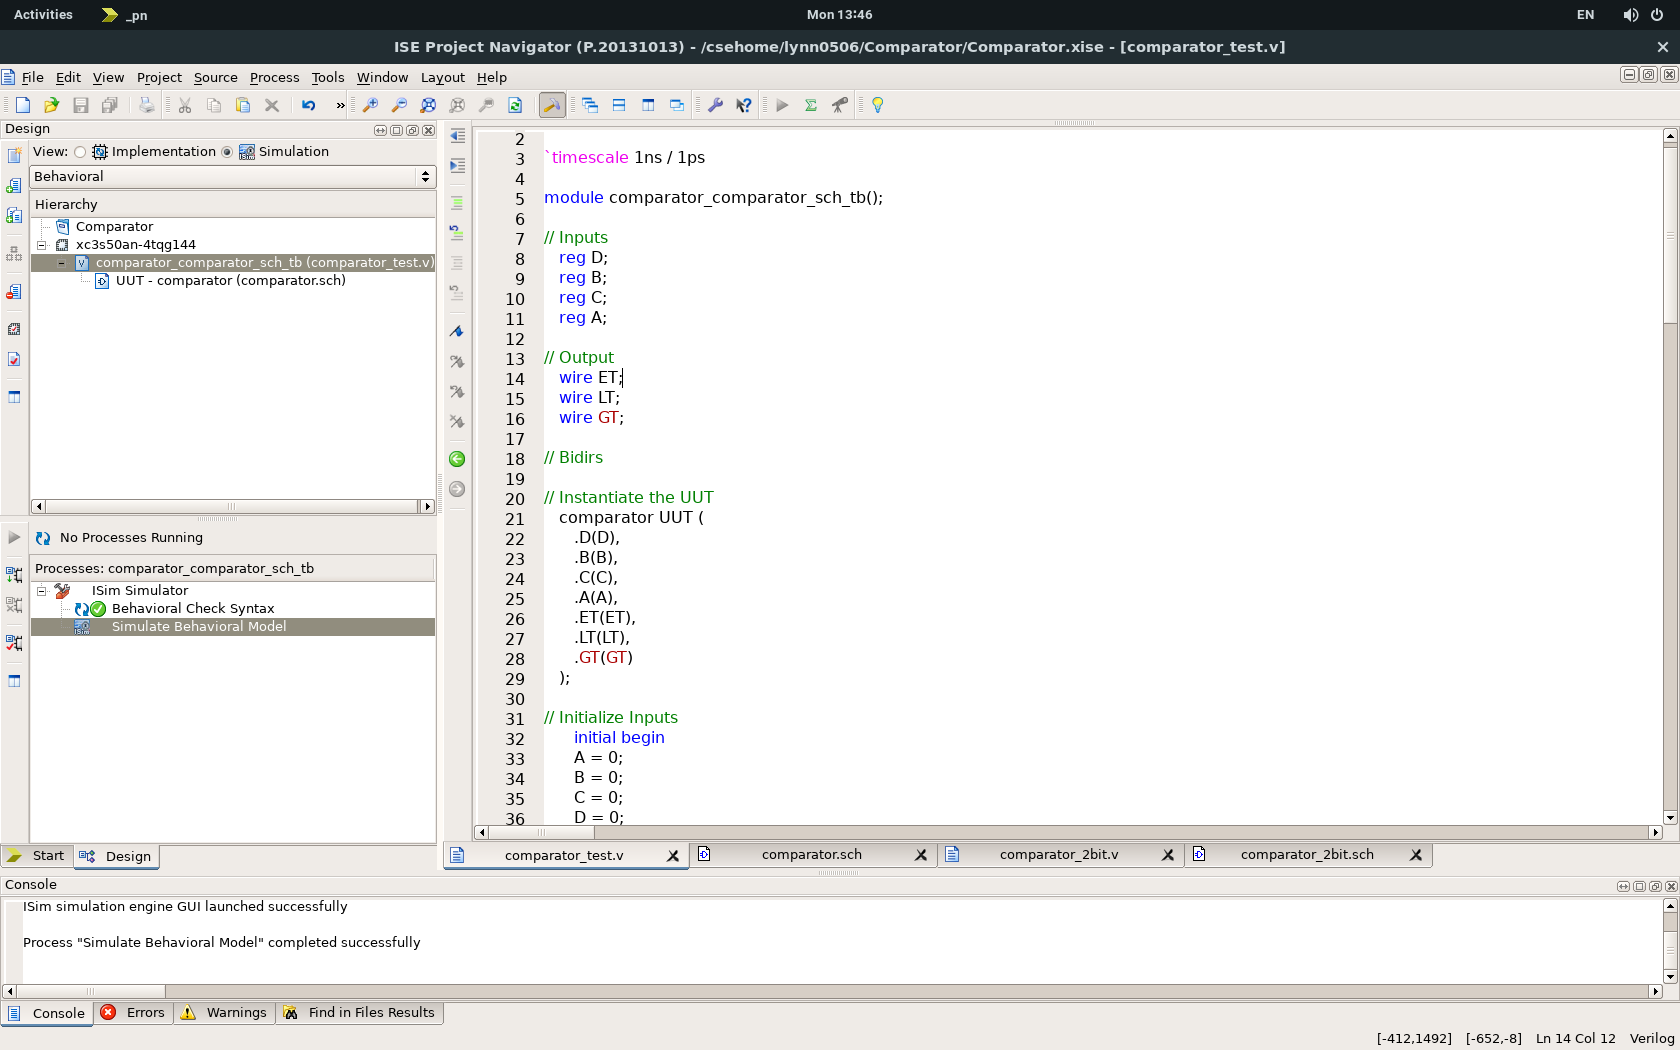 Activities
_pn
Mon 13:46
EN
ISE Project Navigator (P.20131013) - /csehome/lynn0506/Comparator/Comparator.xise - [comparator_test.v]
File Edit View Project Source Process Tools Window Layout Help
»
Design
View: Implementation Simulation
Behavioral
Hierarchy
Comparator
xc3s50an-4tqg144
comparator_comparator_sch_tb (comparator_test.v)
UUT - comparator (comparator.sch)
No Processes Running
Processes: comparator_comparator_sch_tb
ISim Simulator
Behavioral Check Syntax
Simulate Behavioral Model
Start
Design
2
3 `timescale 1ns / 1ps
4
5 module comparator_comparator_sch_tb();
6
7 // Inputs
8 reg D;
9 reg B;
10 reg C;
11 reg A;
12
13 // Output
14 wire ET;
15 wire LT;
16 wire GT;
17
18 // Bidirs
19
20 // Instantiate the UUT
21 comparator UUT (
22 .D(D),
23 .B(B),
24 .C(C),
25 .A(A),
26 .ET(ET),
27 .LT(LT),
28 .GT(GT)
29 );
30
31 // Initialize Inputs
32 initial begin
33 A = 0;
34 B = 0;
35 C = 0;
36 D = 0;
comparator_test.v
comparator.sch
comparator_2bit.v
comparator_2bit.sch
Console
ISim simulation engine GUI launched successfully
Process "Simulate Behavioral Model" completed successfully
Console
Errors
Warnings
Find in Files Results
[-412,1492] [-652,-8] Ln 14 Col 12 Verilog